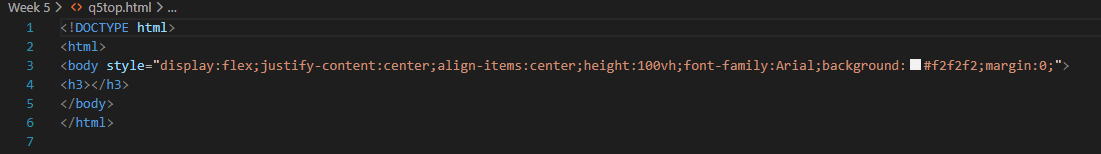 Week 5 > <> q5top.html > ...
1 <!DOCTYPE html>
2 <html>
3 <body style="display:flex;justify-content:center;align-items:center;height:100vh;font-family:Arial;background:#f2f2f2;margin:0;">
4 <h3></h3>
5 </body>
6 </html>
7